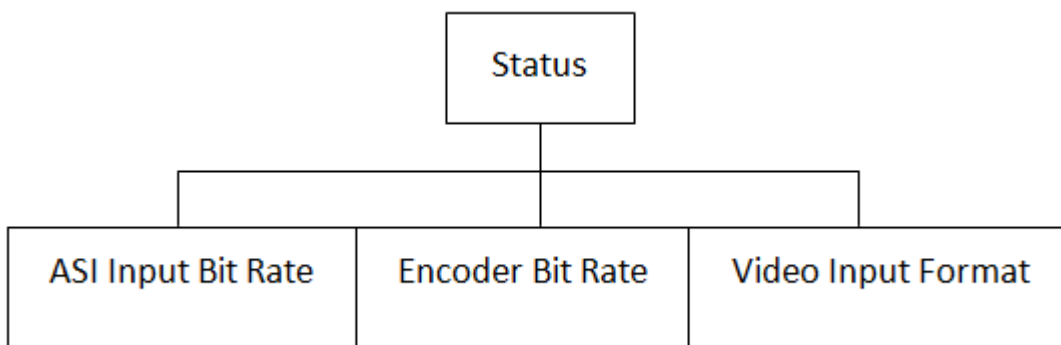 Status
ASI Input Bit Rate
Encoder Bit Rate
Video Input Format